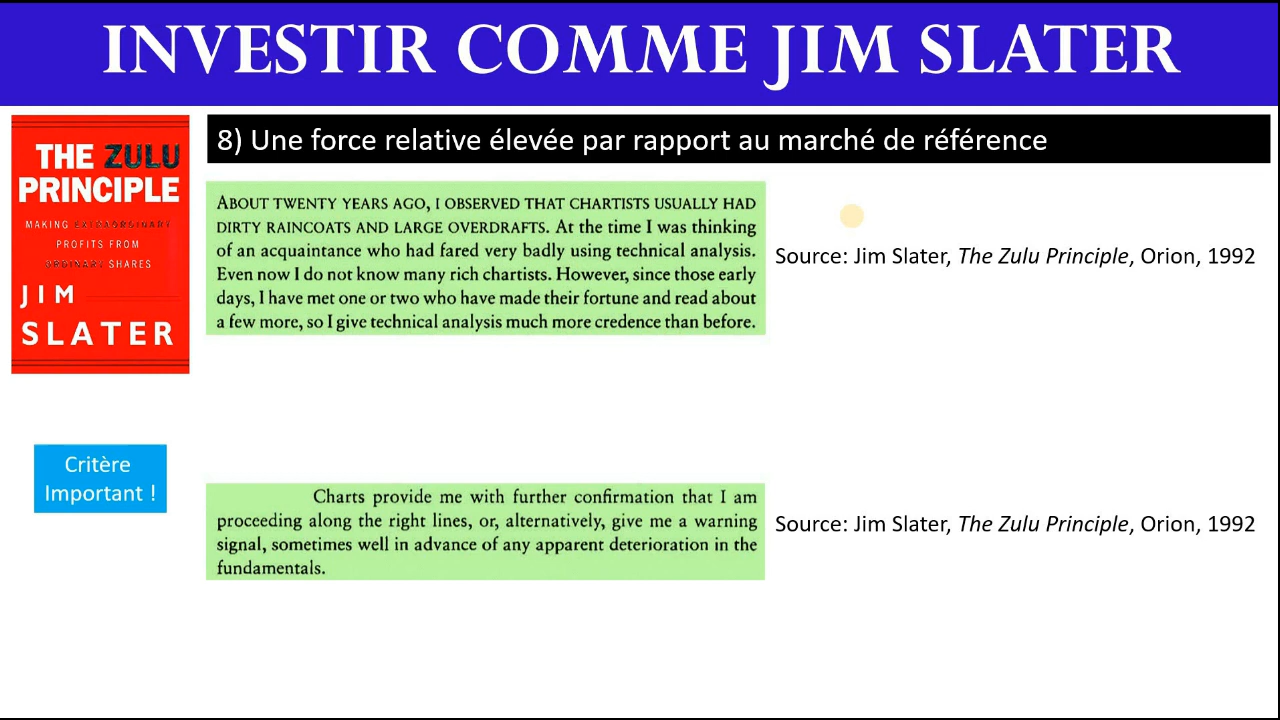 INVESTIR COMME JIM SLATER
THE ZULU
PRINCIPLE
MAKING EXTRAORDINARY
PROFITS FROM
ORDINARY SHARES
JIM
SLATER
8) Une force relative élevée par rapport au marché de référence
ABOUT TWENTY YEARS AGO, I OBSERVED THAT CHARTISTS USUALLY HAD
DIRTY RAINCOATS AND LARGE OVERDRAFTS. At the time I was thinking
of an acquaintance who had fared very badly using technical analysis.
Even now I do not know many rich chartists. However, since those early
days, I have met one or two who have made their fortune and read about
a few more, so I give technical analysis much more credence than before.
Source: Jim Slater, The Zulu Principle, Orion, 1992
Critère
Important !
Charts provide me with further confirmation that I am
proceeding along the right lines, or, alternatively, give me a warning
signal, sometimes well in advance of any apparent deterioration in the
fundamentals.
Source: Jim Slater, The Zulu Principle, Orion, 1992